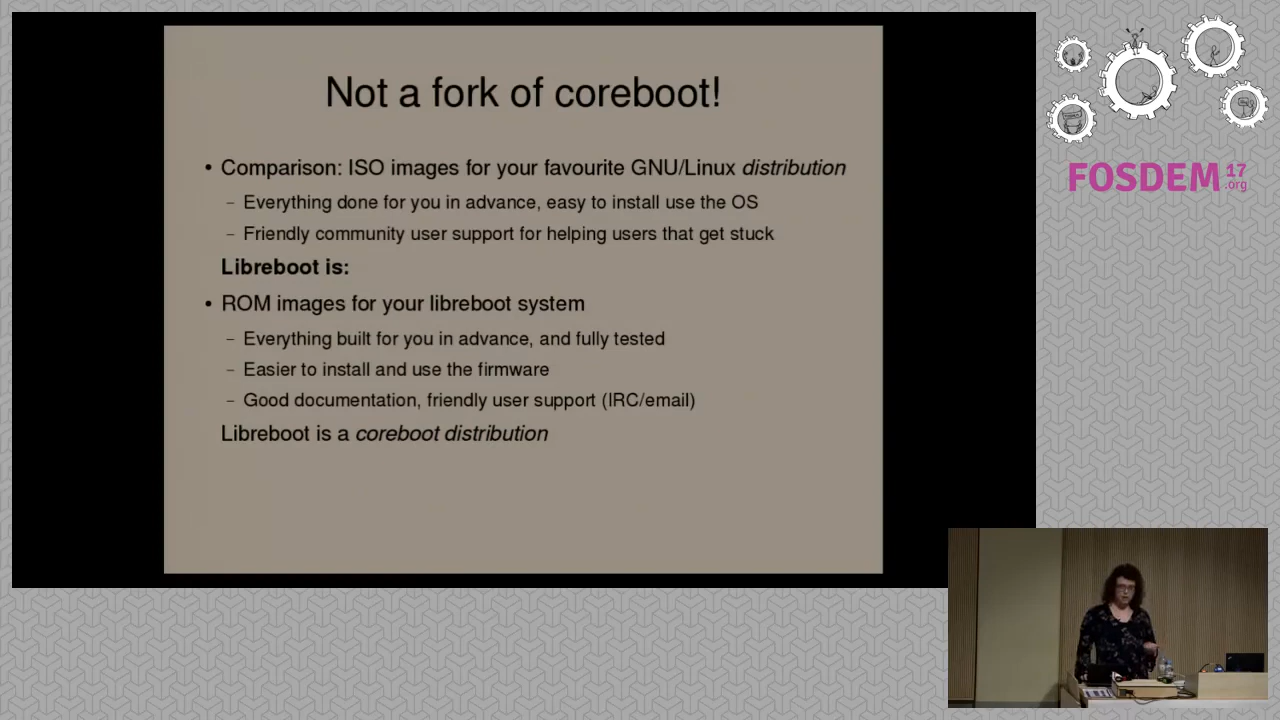 Not a fork of coreboot!
• Comparison: ISO images for your favourite GNU/Linux distribution
– Everything done for you in advance, easy to install use the OS
– Friendly community user support for helping users that get stuck
Libreboot is:
• ROM images for your libreboot system
– Everything built for you in advance, and fully tested
– Easier to install and use the firmware
– Good documentation, friendly user support (IRC/email)
Libreboot is a coreboot distribution
FOSDEM 17
.org